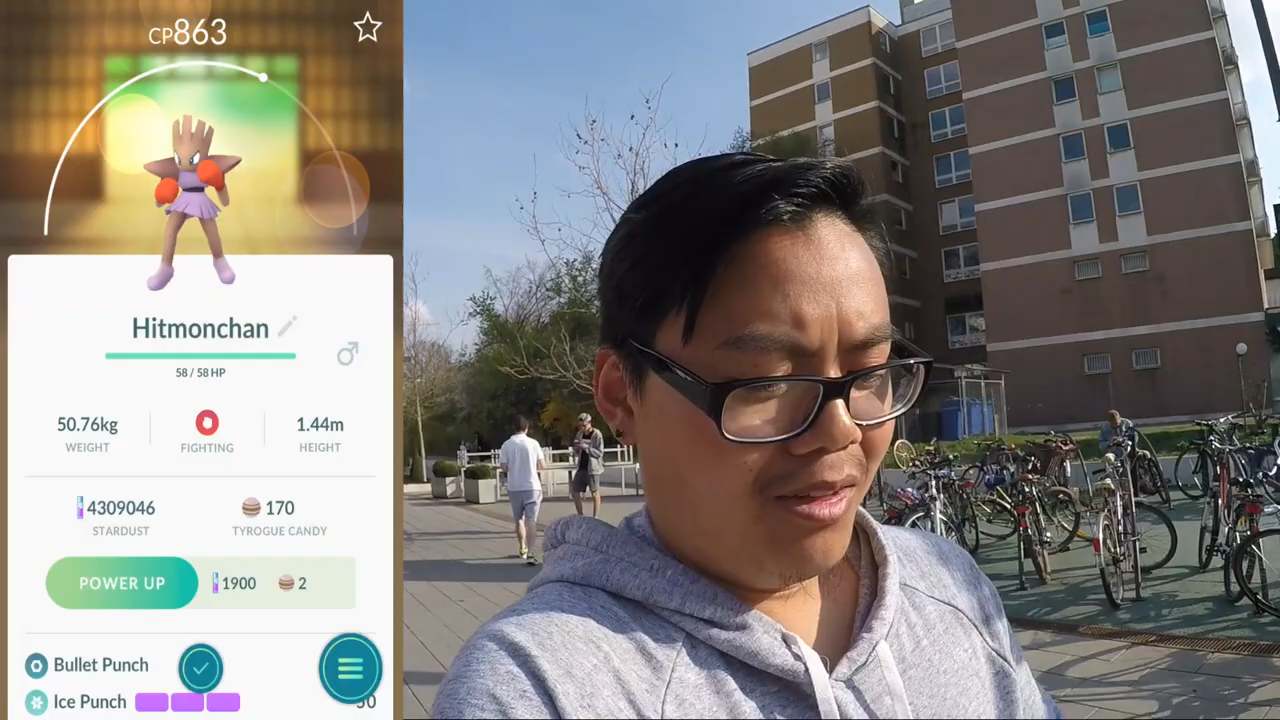 CP863
Hitmonchan
58 / 58 HP
50.76kg
WEIGHT
FIGHTING
1.44m
HEIGHT
4309046
STARDUST
170
TYROGUE CANDY
POWER UP 1900 2
Bullet Punch
Ice Punch